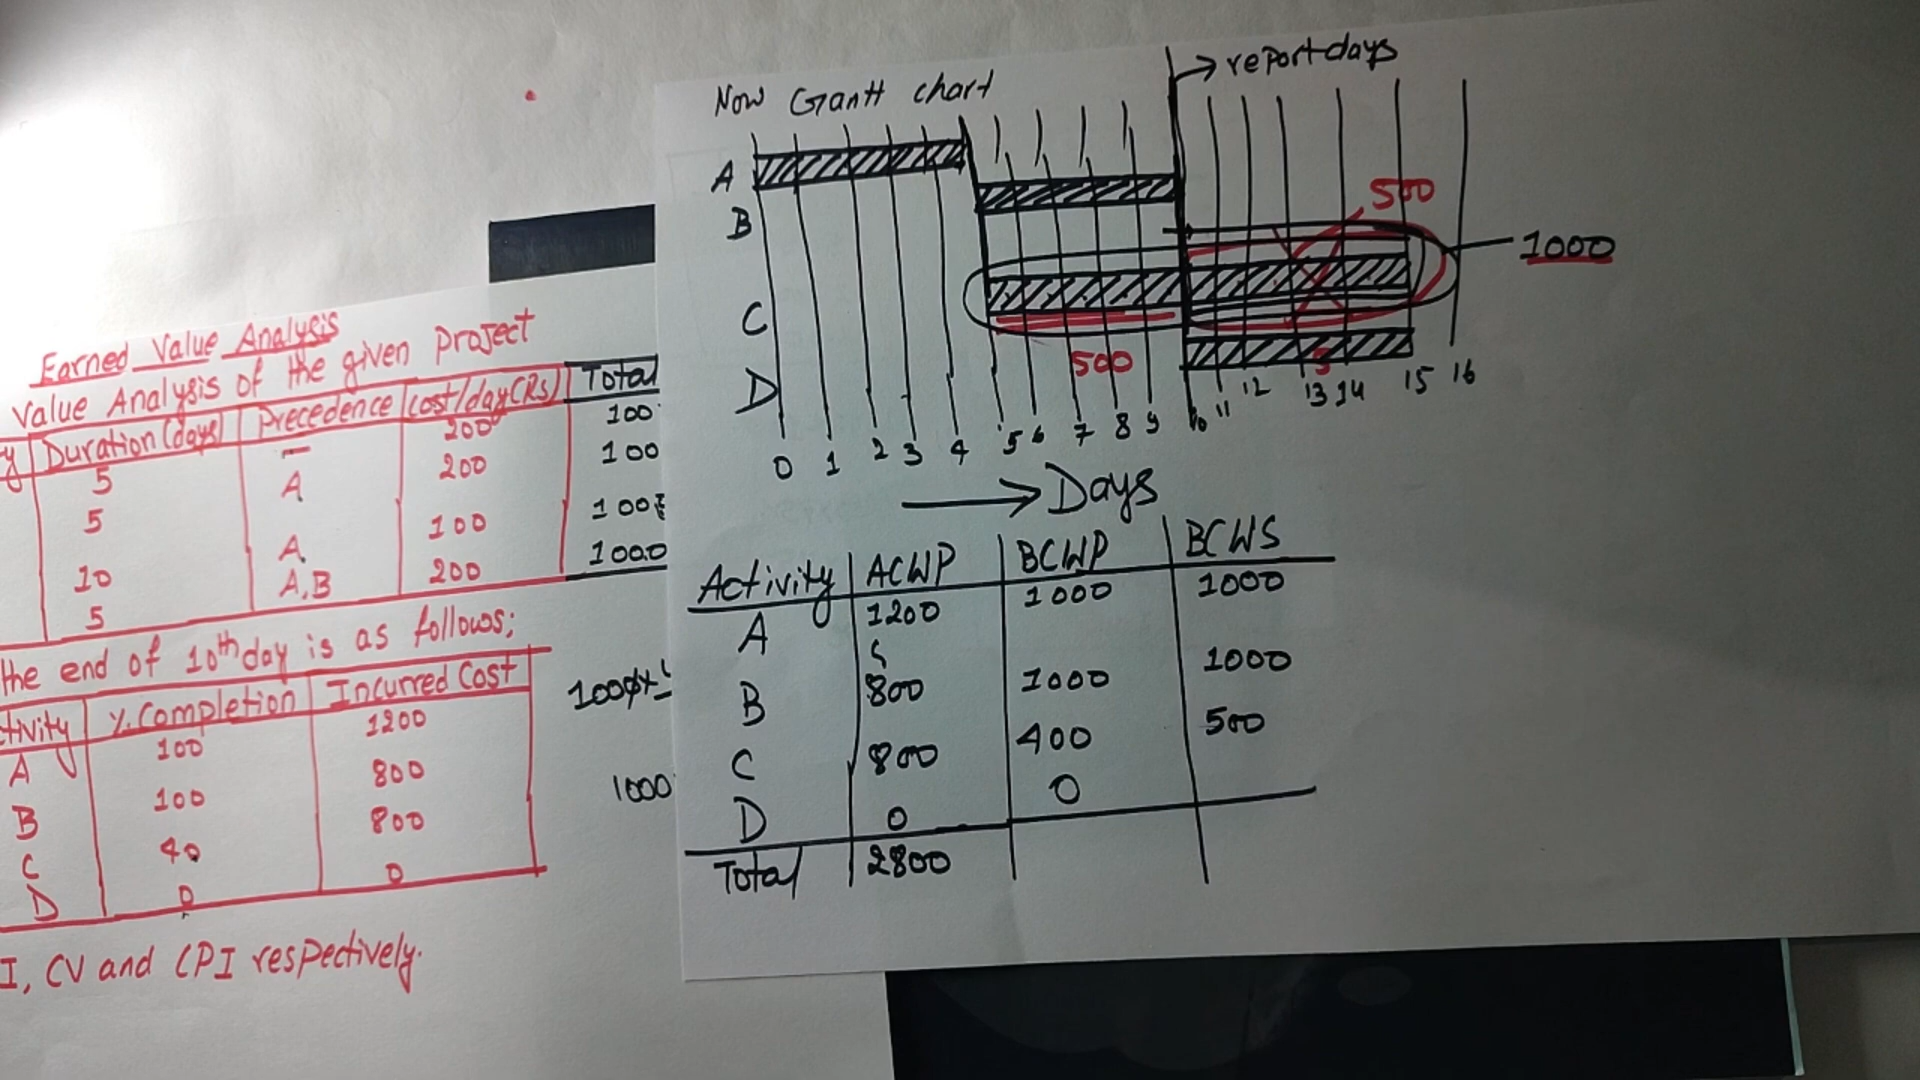 Earned Value Analysis
Value Analysis of the given project
y Duration (days) Precedence cost/day (Rs) Total
5 — 200 100
5 A 200 100
10 A 100 100
5 A,B 200 1000
the end of 10th day is as follows;
ctivity %.Completion Incurred Cost
A 100 1200
B 100 800
C 40 800
D 0 0
I, CV and CPI respectively.
1000
Now Gantt chart
→ report days
A
B
C
D
500
1000
500
0 1 2 3 4 5 6 7 8 9 10 11 12 13 14 15 16
→ Days
Activity ACWP BCWP BCWS
A 1200 1000 1000
B 800 1000 1000
C 800 400 500
D 0 0
Total 2800